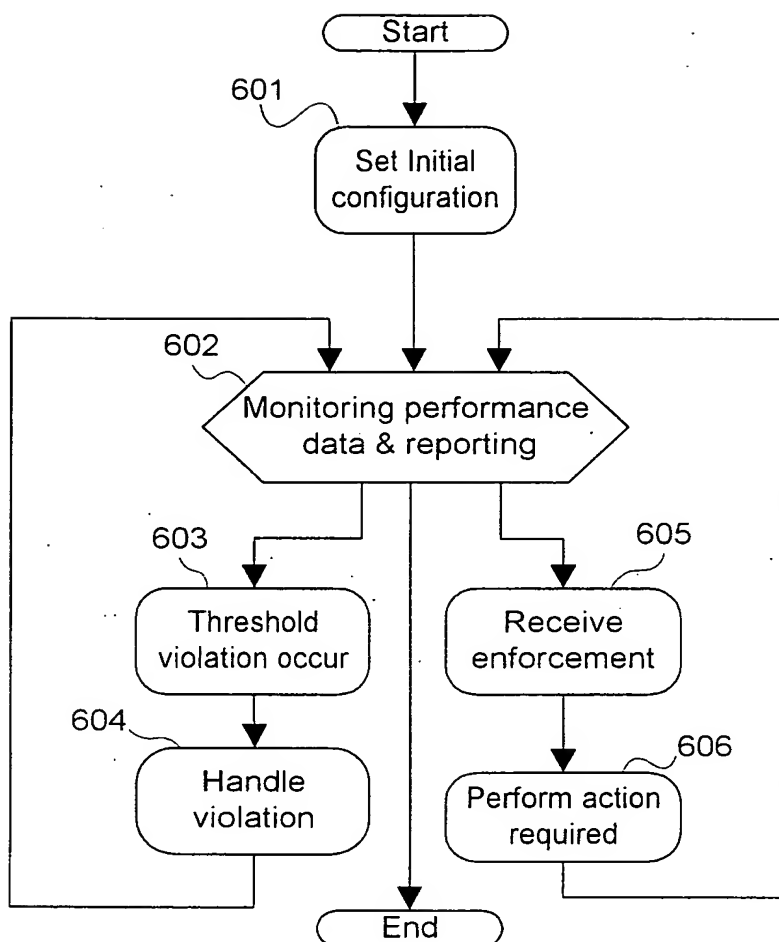 Start
601
Set Initial
configuration
602
Monitoring performance
data & reporting
603
Threshold
violation occur
604
Handle
violation
605
Receive
enforcement
606
Perform action
required
End